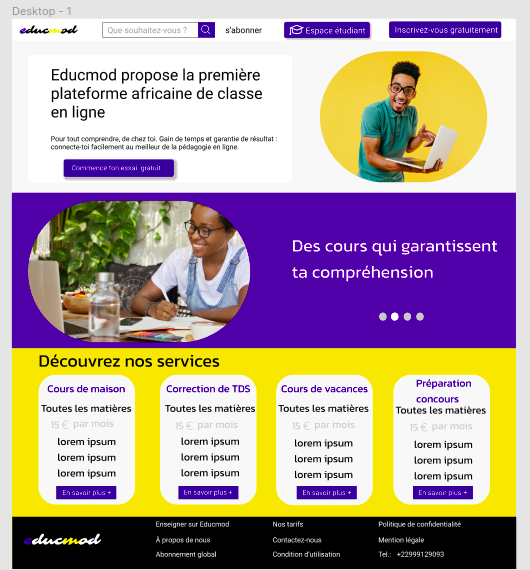 Desktop - 1
educmod
Que souhaitez-vous ?
s'abonner
Espace étudiant
Inscrivez-vous gratuitement
Educmod propose la première
plateforme africaine de classe
en ligne
Pour tout comprendre, de chez toi. Gain de temps et garantie de résultat :
connecte-toi facilement au meilleur de la pédagogie en ligne.
Commence ton essai gratuit
Des cours qui garantissent
ta compréhension
Découvrez nos services
Cours de maison
Toutes les matières
15 € par mois
lorem ipsum
lorem ipsum
lorem ipsum
En savoir plus +
Correction de TDS
Toutes les matières
15 € par mois
lorem ipsum
lorem ipsum
lorem ipsum
En savoir plus +
Cours de vacances
Toutes les matières
15 € par mois
lorem ipsum
lorem ipsum
lorem ipsum
En savoir plus +
Préparation
concours
Toutes les matières
15 € par mois
lorem ipsum
lorem ipsum
lorem ipsum
En savoir plus +
educmod
Enseigner sur Educmod
À propos de nous
Abonnement global
Nos tarifs
Contactez-nous
Condition d'utilisation
Politique de confidentialité
Mention légale
Tel.: +22999129093